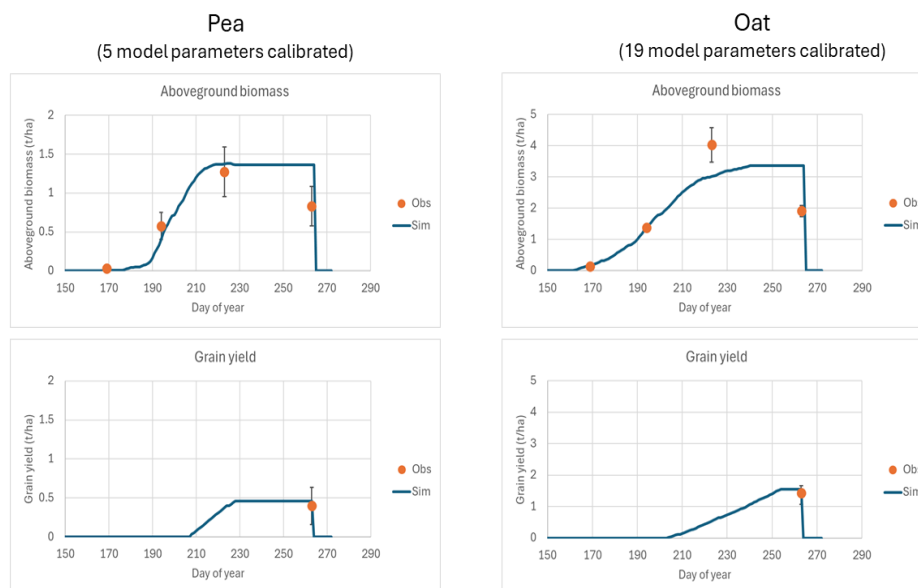 Pea
(5 model parameters calibrated)
Oat
(19 model parameters calibrated)
Aboveground biomass
Aboveground biomass (t/ha)
2
1.5
1
0.5
0
150 170 190 210 230 250 270 290
Day of year
Obs
Sim
Aboveground biomass
Aboveground biomass (t/ha)
5
4
3
2
1
0
150 170 190 210 230 250 270 290
Day of year
Obs
Sim
Grain yield
Grain yield (t/ha)
2
1.5
1
0.5
0
150 170 190 210 230 250 270 290
Day of year
Obs
Sim
Grain yield
Grain yield (t/ha)
5
4
3
2
1
0
150 170 190 210 230 250 270 290
Day of year
Obs
Sim